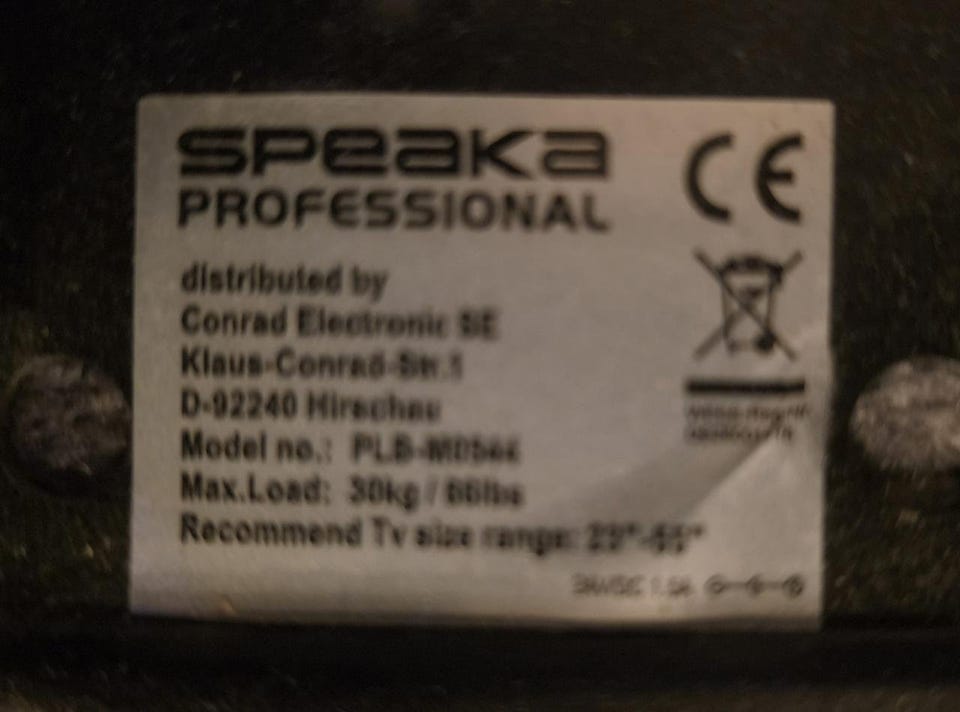 SPEAKA
PROFESSIONAL
CE
distributed by
Conrad Electronic SE
Klaus-Conrad-Str.1
D-92240 Hirschau
Model no.:
Max.Load: 30kg / 66lbs
Recommend Tv size range: